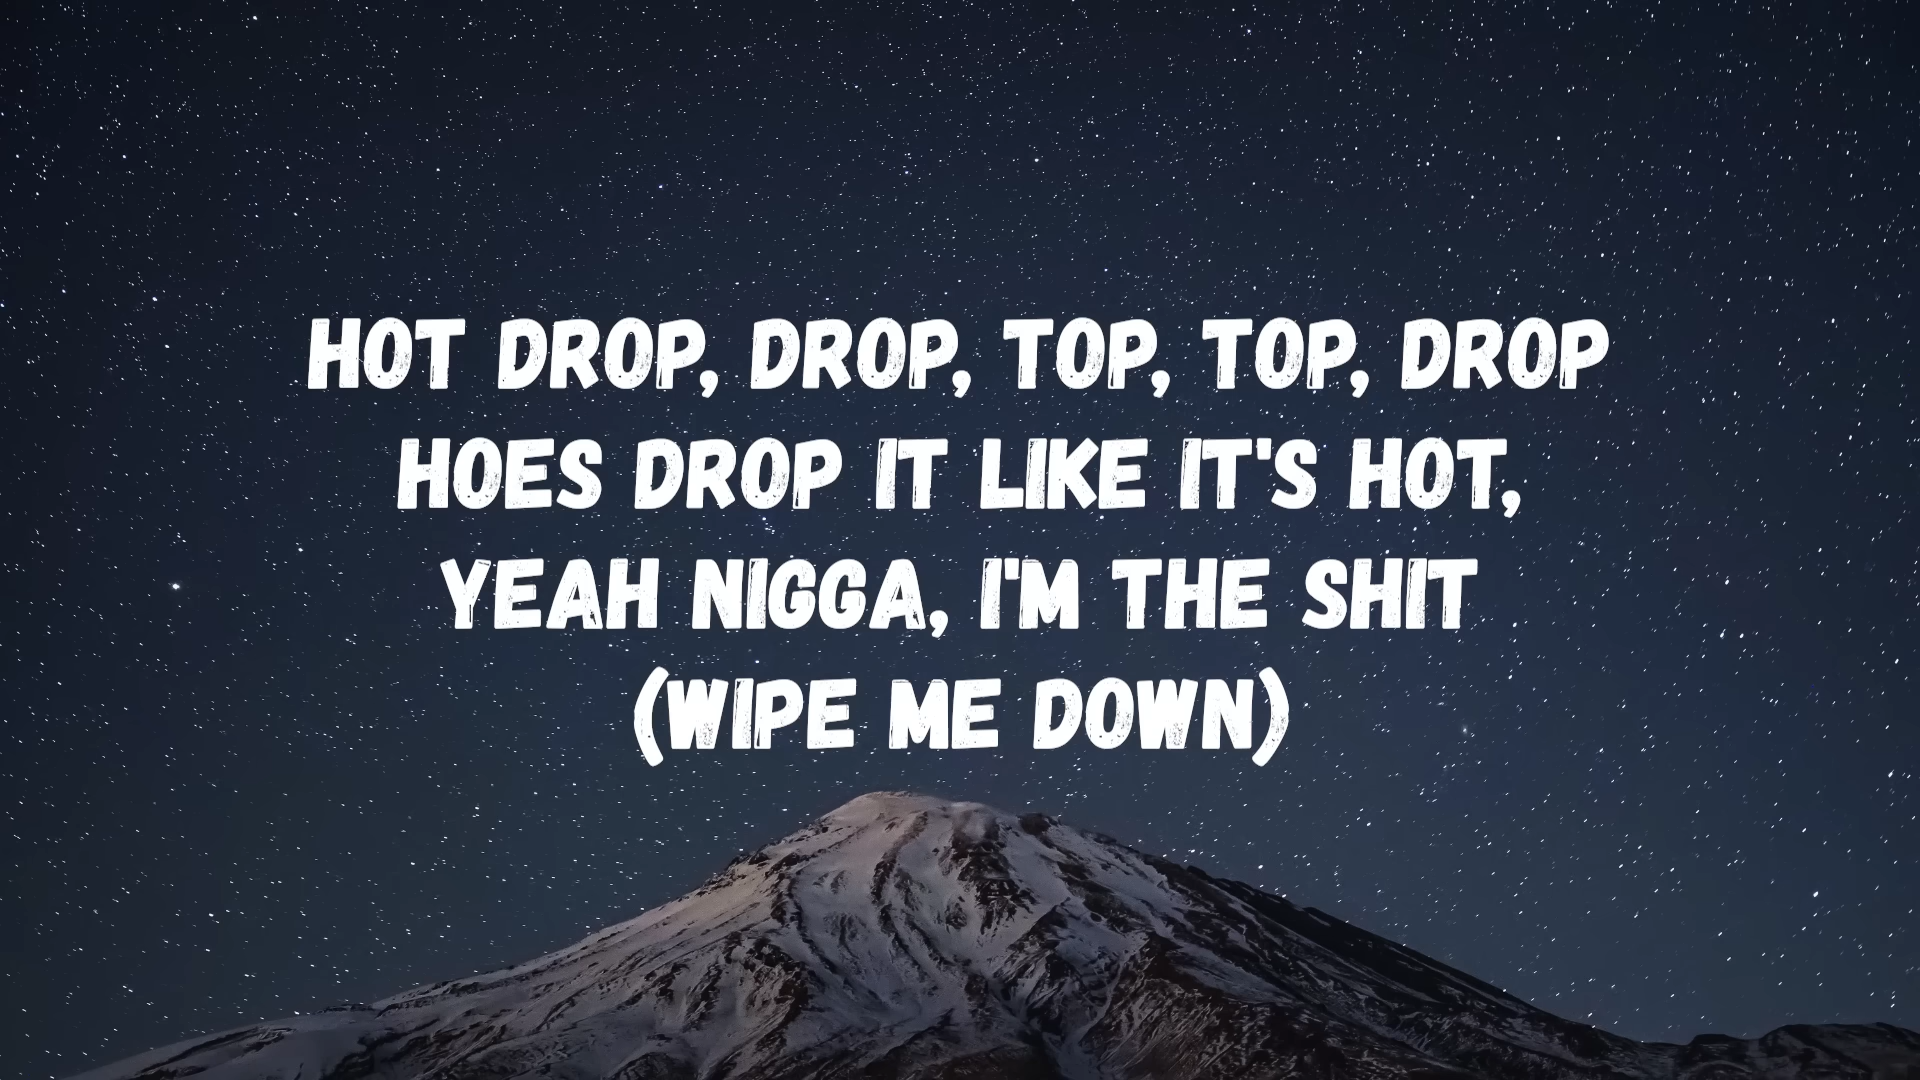 HOT DROP, DROP, TOP, TOP, DROP
HOES DROP IT LIKE IT'S HOT,
YEAH NIGGA, I'M THE SHIT
(WIPE ME DOWN)